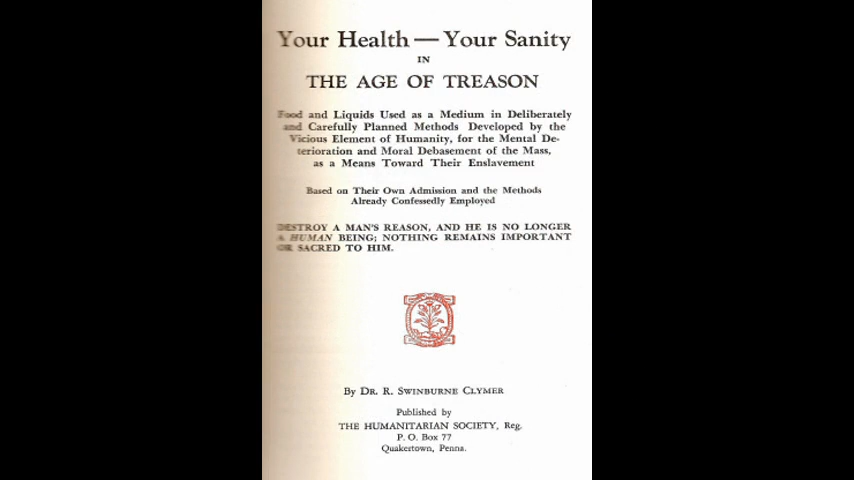 Your Health — Your Sanity
IN
THE AGE OF TREASON
Food and Liquids Used as a Medium in Deliberately
and Carefully Planned Methods Developed by the
Vicious Element of Humanity, for the Mental De-
terioration and Moral Debasement of the Mass,
as a Means Toward Their Enslavement
Based on Their Own Admission and the Methods
Already Confessedly Employed
DESTROY A MAN'S REASON, AND HE IS NO LONGER
A HUMAN BEING; NOTHING REMAINS IMPORTANT
OR SACRED TO HIM.
By DR. R. SWINBURNE CLYMER
Published by
THE HUMANITARIAN SOCIETY, Reg.
P. O. Box 77
Quakertown, Penna.